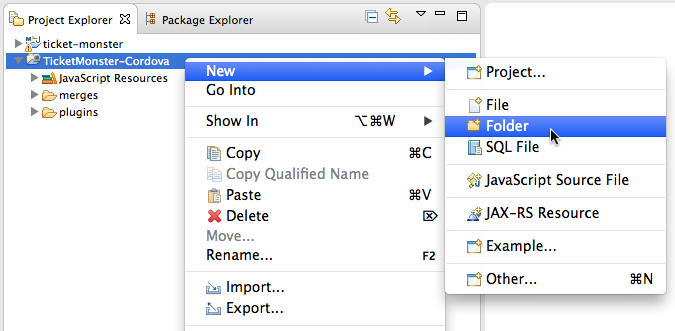 Project Explorer
Package Explorer
ticket-monster
TicketMonster-Cordova
JavaScript Resources
merges
plugins
New
Go Into
Show In ⌥⌘W
Copy ⌘C
Copy Qualified Name
Paste ⌘V
Delete ⌦
Move...
Rename... F2
Import...
Export...
Project...
File
Folder
SQL File
JavaScript Source File
JAX-RS Resource
Example...
Other... ⌘N